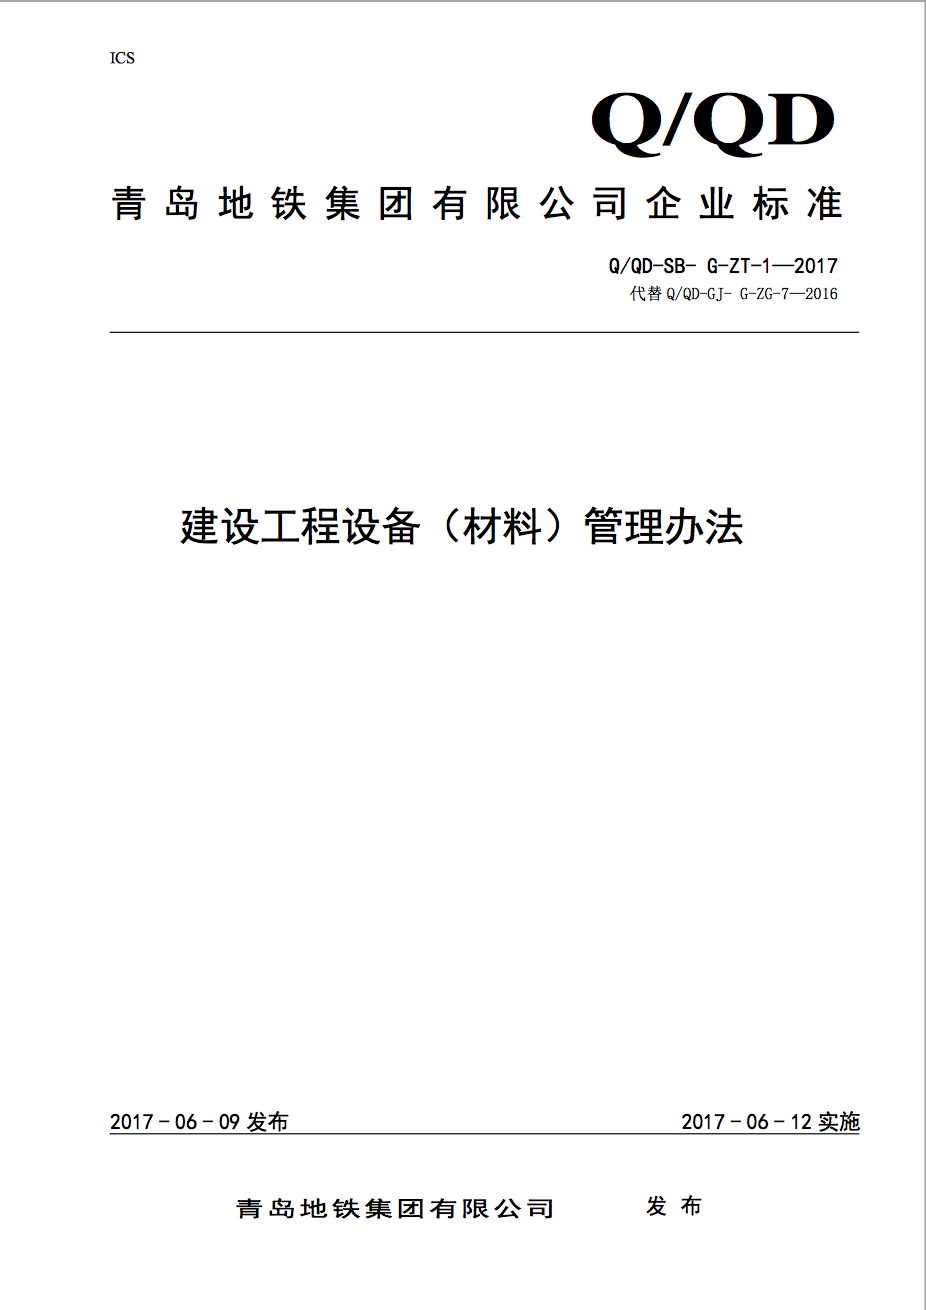 ICS
Q/QD
青岛地铁集团有限公司企业标准
Q/QD-SB- G-ZT-1—2017
代替 Q/QD-GJ- G-ZG-7—2016
建设工程设备（材料）管理办法
2017－06－09 发布
2017－06－12 实施
青岛地铁集团有限公司 发 布